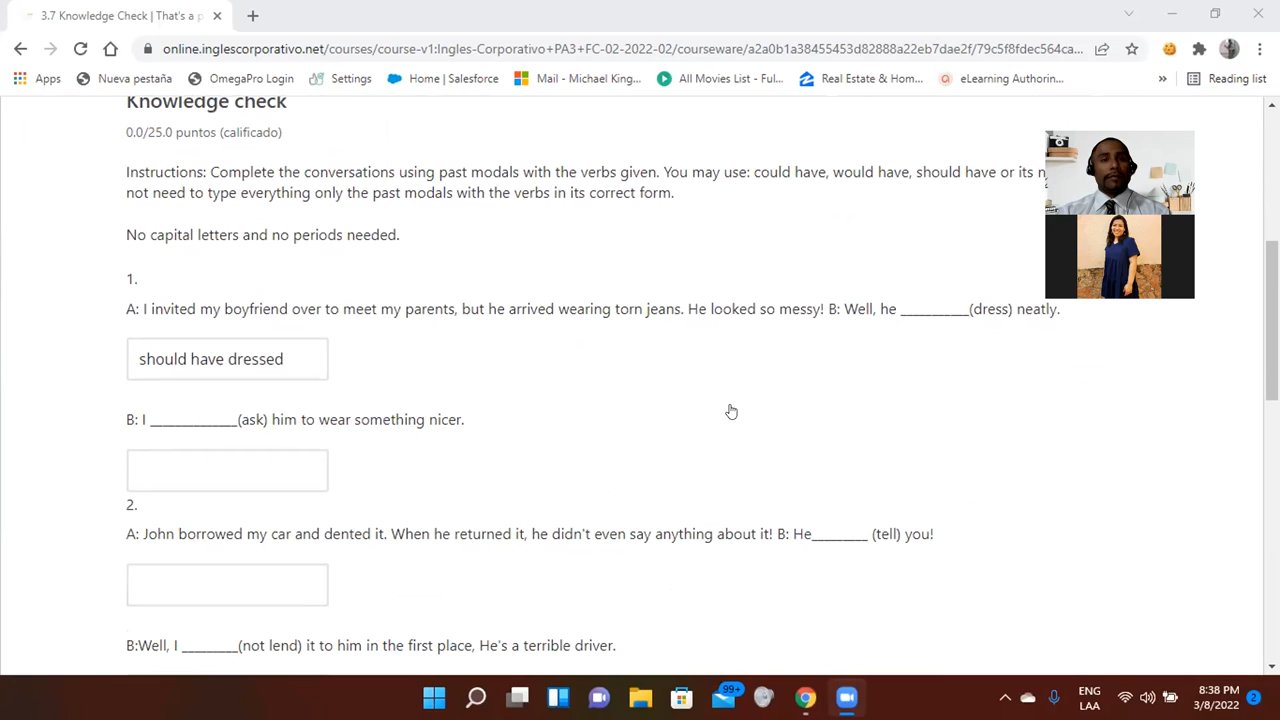 3.7 Knowledge Check | That's a p
online.inglescorporativo.net/courses/course-v1:Ingles-Corporativo+PA3+FC-02-2022-02/courseware/a2a0b1a38455453d82888a22eb7dae2f/79c5f8fdec564ca...
Apps Nueva pestaña OmegaPro Login Settings Home | Salesforce Mail - Michael King... All Movies List - Ful... Real Estate & Hom... eLearning Authorin... » Reading list
Knowledge check
0.0/25.0 puntos (calificado)
Instructions: Complete the conversations using past modals with the verbs given. You may use: could have, would have, should have or its n
not need to type everything only the past modals with the verbs in its correct form.
No capital letters and no periods needed.
1.
A: I invited my boyfriend over to meet my parents, but he arrived wearing torn jeans. He looked so messy! B: Well, he __________(dress) neatly.
should have dressed
B: I _____________(ask) him to wear something nicer.
2.
A: John borrowed my car and dented it. When he returned it, he didn't even say anything about it! B: He________ (tell) you!
B:Well, I ________(not lend) it to him in the first place, He's a terrible driver.
99+
ENG
LAA
8:38 PM
3/8/2022
2